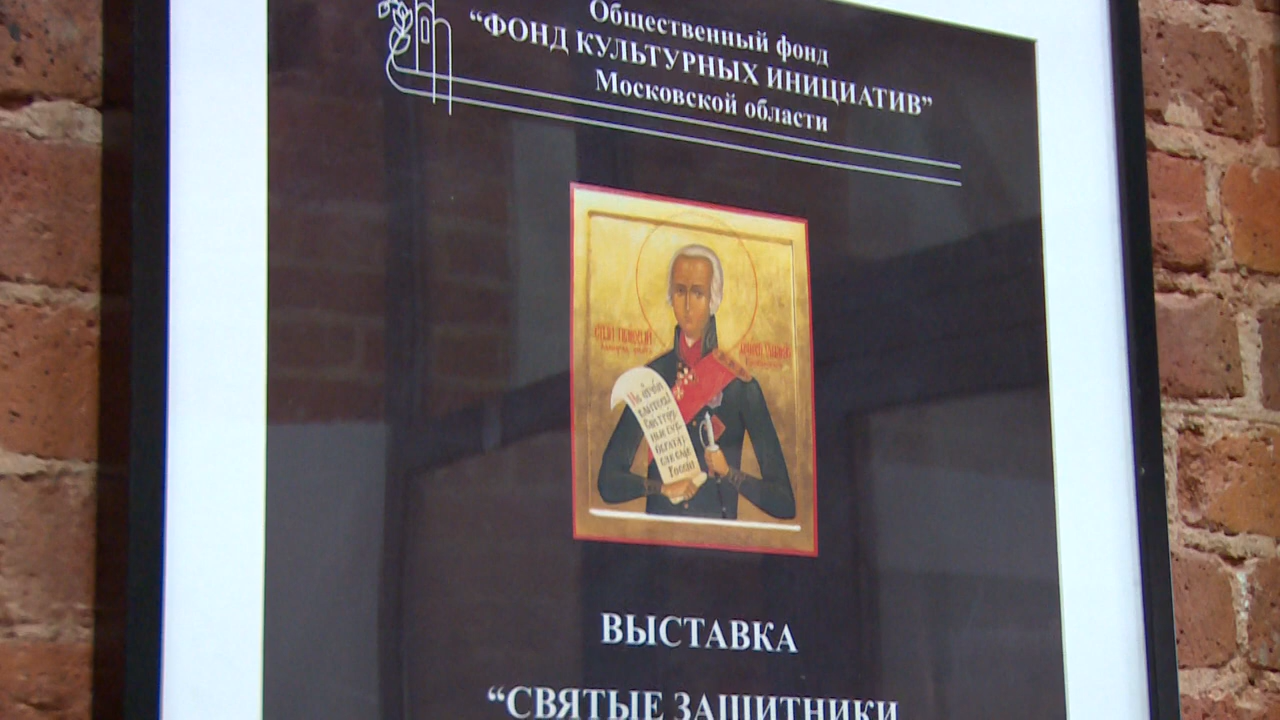 Общественный фонд
“ФОНД КУЛЬТУРНЫХ ИНИЦИАТИВ”
Московской области
ВЫСТАВКА
“СВЯТЫЕ ЗАЩИТНИКИ